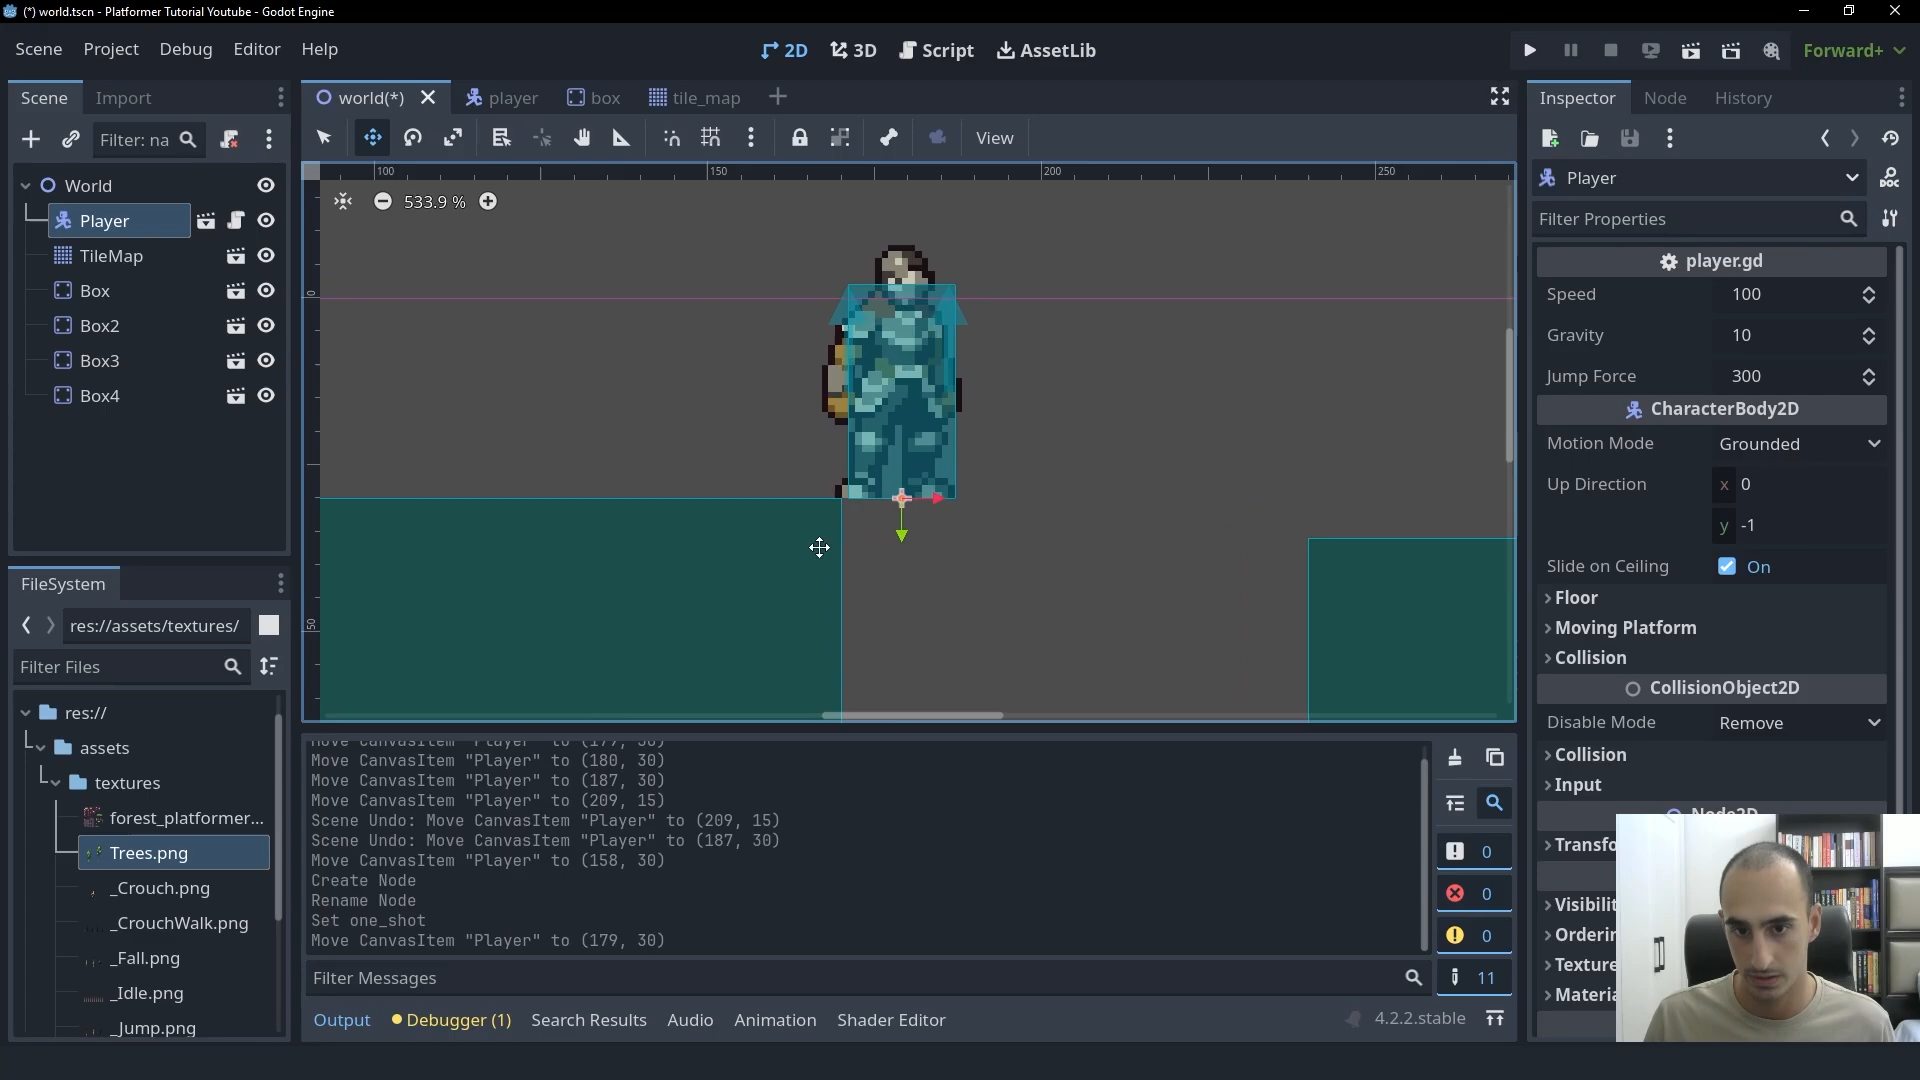 (*) world.tscn - Platformer Tutorial Youtube - Godot Engine
Scene Project Debug Editor Help
2D 3D Script AssetLib
Forward+
Scene Import
world(*) player box tile_map
Inspector Node History
Filter: na
View
World
Player
TileMap
Box
Box2
Box3
Box4
100 150 200 250
533.9 %
0
50
FileSystem
res://assets/textures/
Filter Files
res://
assets
textures
forest_platformer...
Trees.png
_Crouch.png
_CrouchWalk.png
_Fall.png
_Idle.png
_Jump.png
Move CanvasItem "Player" to (179, 30)
Move CanvasItem "Player" to (180, 30)
Move CanvasItem "Player" to (187, 30)
Move CanvasItem "Player" to (209, 15)
Scene Undo: Move CanvasItem "Player" to (209, 15)
Scene Undo: Move CanvasItem "Player" to (187, 30)
Move CanvasItem "Player" to (158, 30)
Create Node
Rename Node
Set one_shot
Move CanvasItem "Player" to (179, 30)
0
0
0
11
Filter Messages
Output Debugger (1) Search Results Audio Animation Shader Editor
4.2.2.stable
Player
DOC
Filter Properties
player.gd
Speed 100
Gravity 10
Jump Force 300
CharacterBody2D
Motion Mode Grounded
Up Direction x 0
y -1
Slide on Ceiling On
Floor
Moving Platform
Collision
CollisionObject2D
Disable Mode Remove
Collision
Input
Transfo
Visibilit
Orderin
Texture
Materia